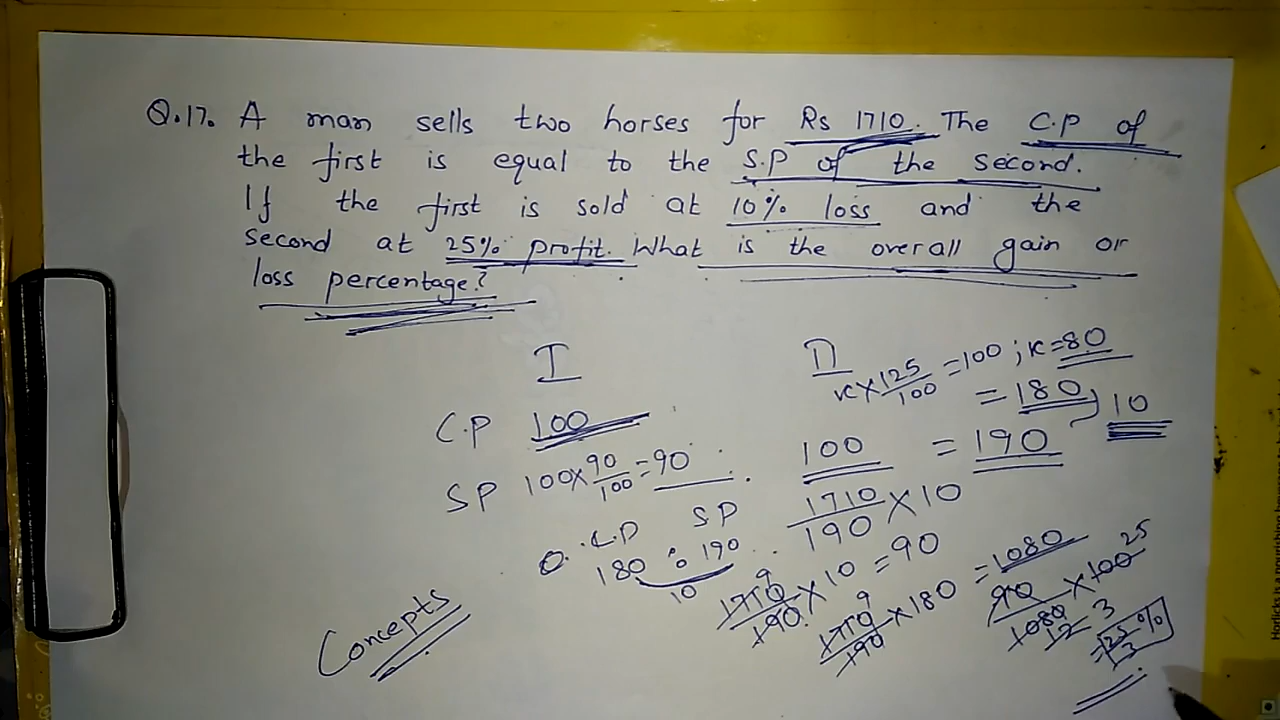 Q.17. A man sells two horses for Rs 1710. The C.P of
the first is equal to the S.P of the second.
If the first is sold at 10% loss and the
second at 25% profit. What is the overall gain or
loss percentage?
I II
x × 125/100 = 100 ; x = 80
C.P 100 = 180 } 10
SP 100 × 90/100 = 90 100 = 190
O. C.P SP 1710/190 × 10
180 : 190
10
1710/190 × 10 = 90
9
1710/190 × 180 = 1080
9
90/1080 × 100 25
12 3
= 25/3 %
Concepts